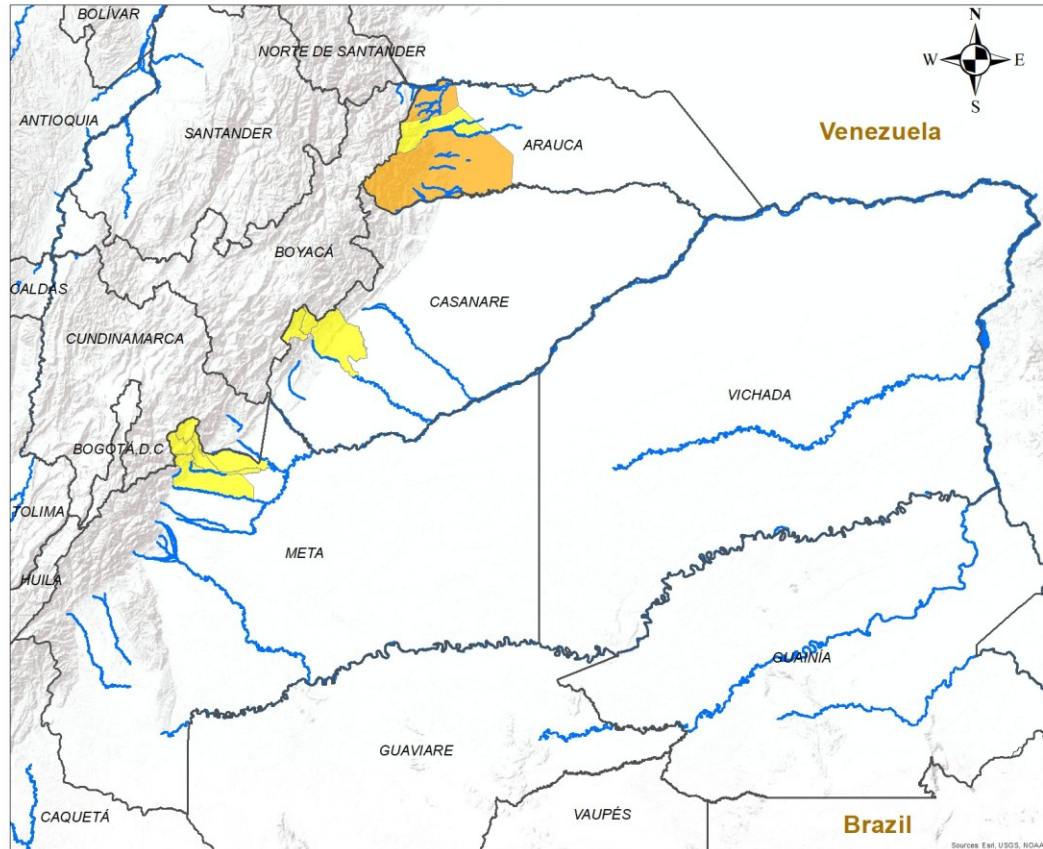 BOLÍVAR
N
NORTE DE SANTANDER
W
E
S
ANTIOQUIA
SANTANDER
ARAUCA
Venezuela
BOYACÁ
CALDAS
CASANARE
CUNDINAMARCA
VICHADA
BOGOTÁ,D.C
TOLIMA
META
HUILA
GUAINÍA
GUAVIARE
CAQUETÁ
VAUPÉS
Brazil
Sources: Esri, USGS, NOAA